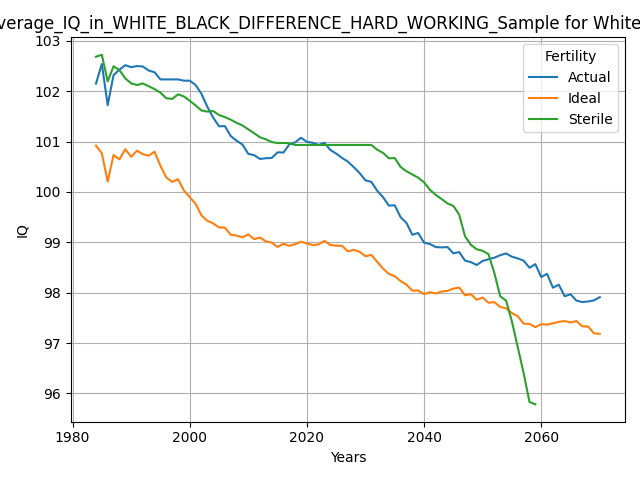 verage_IQ_in_WHITE_BLACK_DIFFERENCE_HARD_WORKING_Sample for White
103
102
101
100
99
98
97
96
IQ
1980
2000
2020
2040
2060
Years
Fertility
Actual
Ideal
Sterile